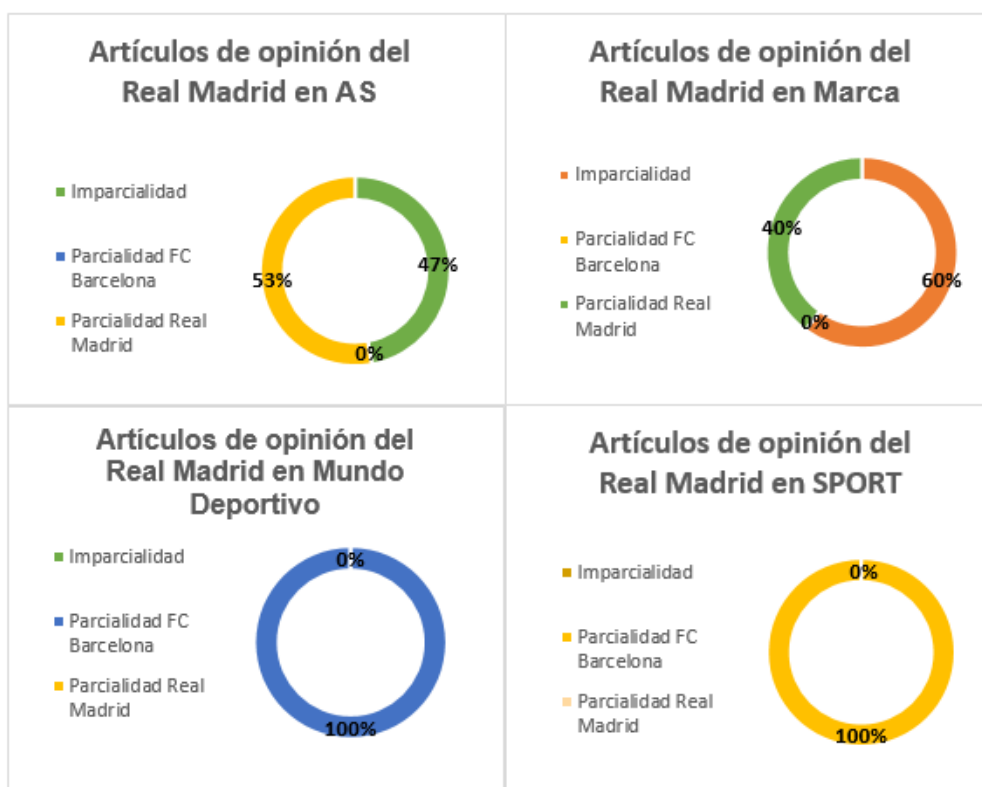 Artículos de opinión del
Real Madrid en AS
Imparcialidad
Parcialidad FC
Barcelona
Parcialidad Real
Madrid
47%
53%
0%
Artículos de opinión del
Real Madrid en Marca
Imparcialidad
Parcialidad FC
Barcelona
Parcialidad Real
Madrid
40%
60%
0%
Artículos de opinión del
Real Madrid en Mundo
Deportivo
Imparcialidad
Parcialidad FC
Barcelona
Parcialidad Real
Madrid
0%
100%
Artículos de opinión del
Real Madrid en SPORT
Imparcialidad
Parcialidad FC
Barcelona
Parcialidad Real
Madrid
0%
100%